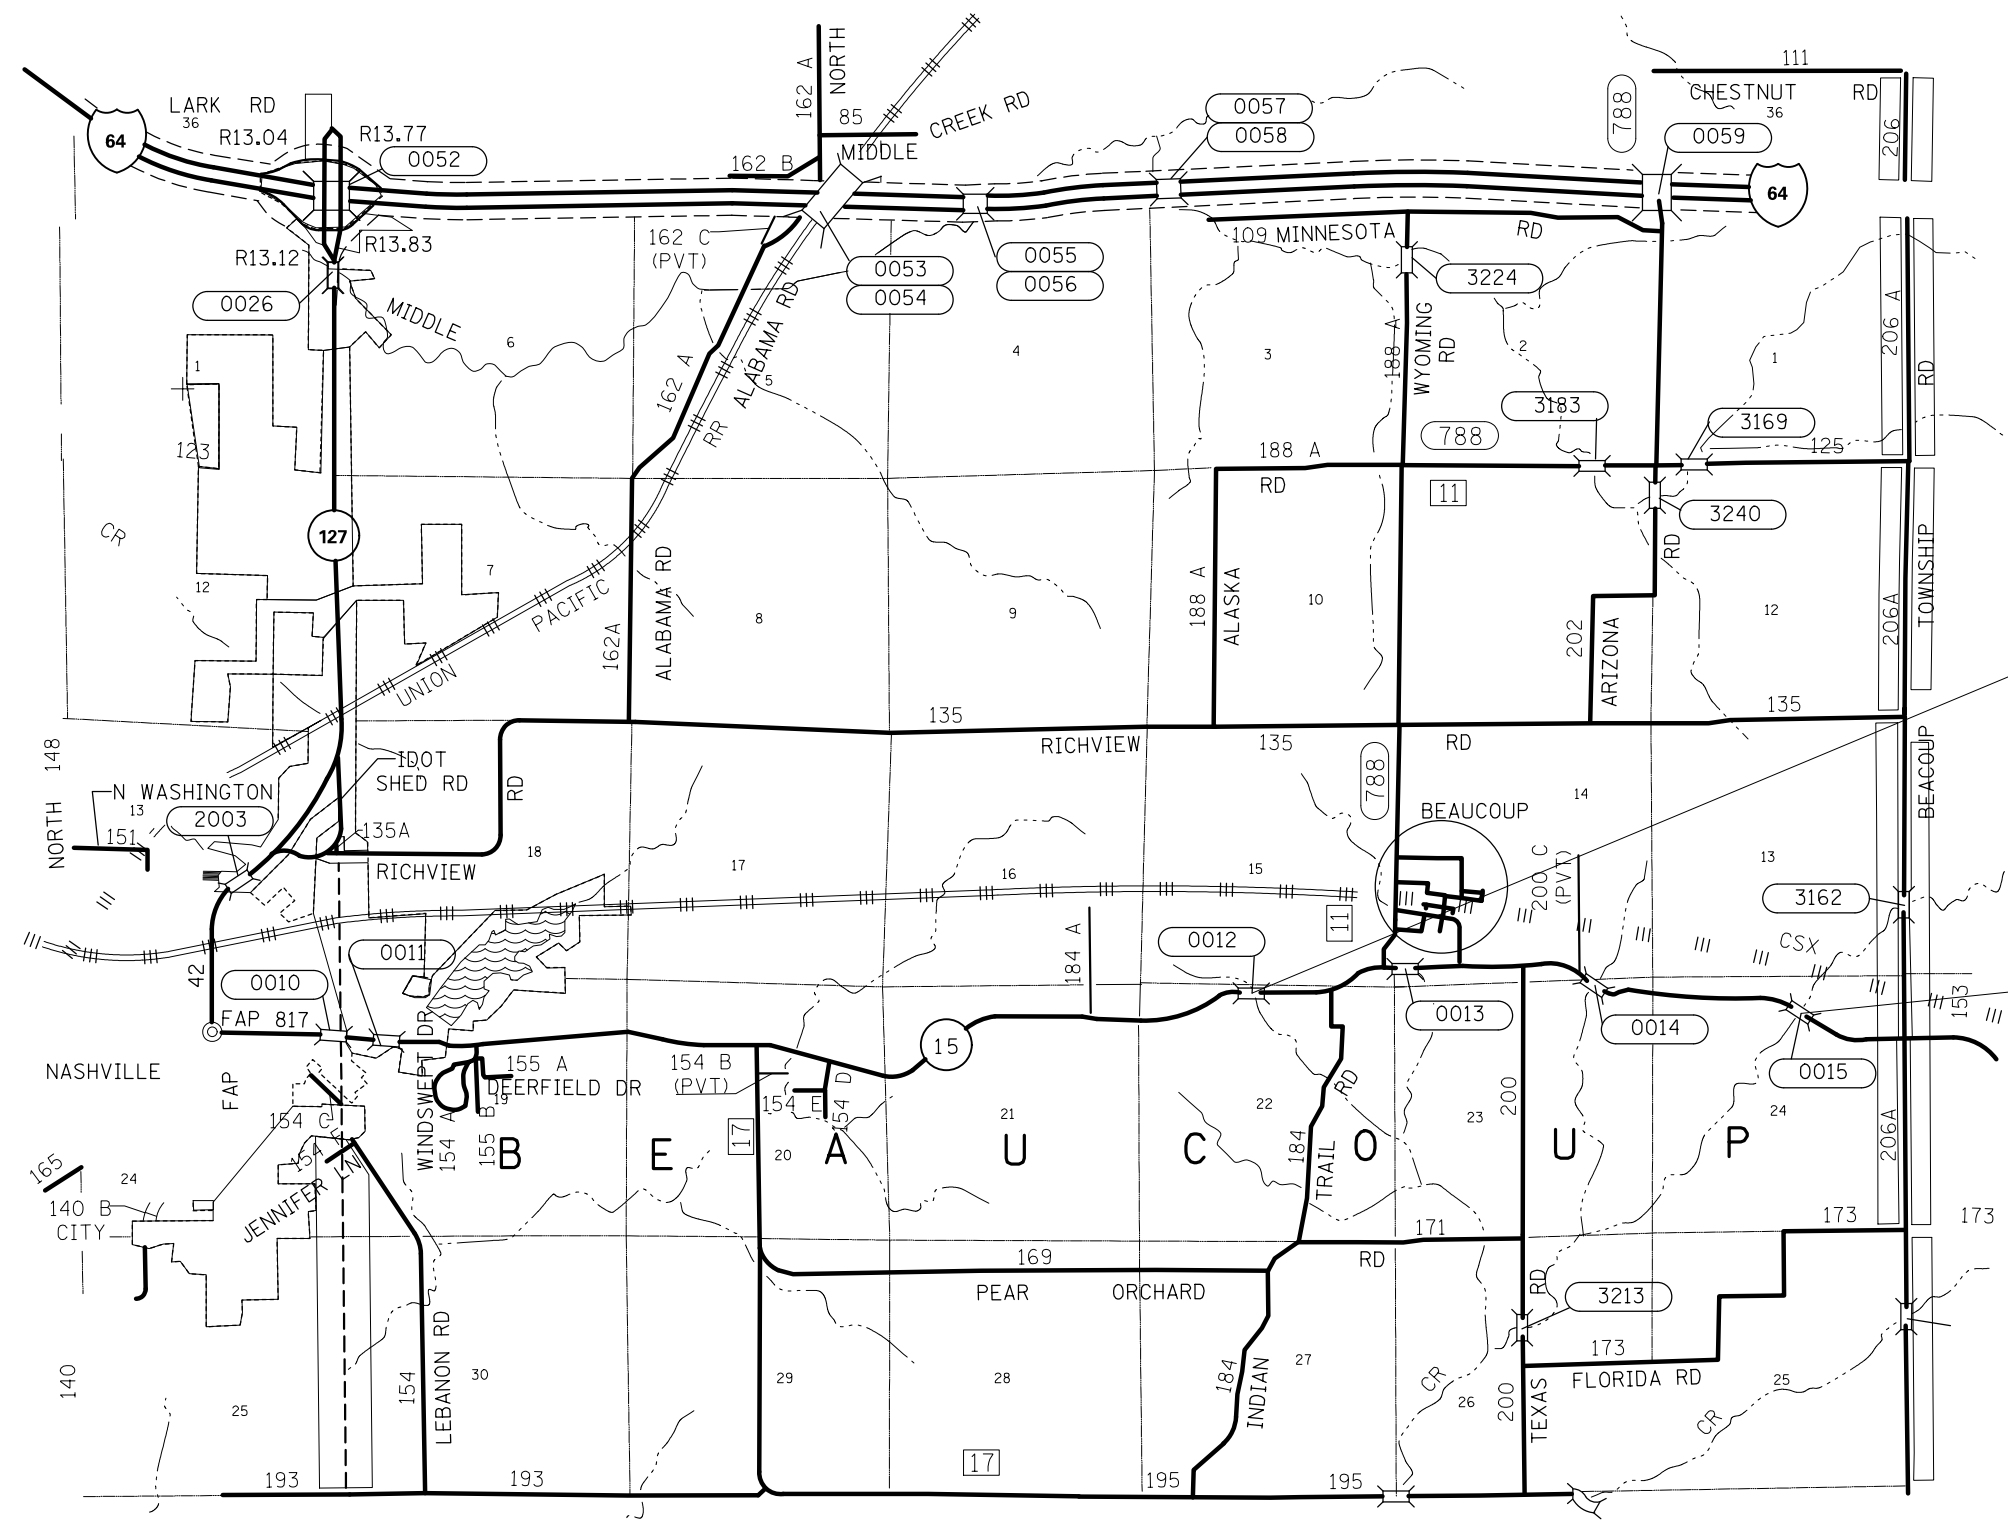 111
NORTH
162 A
64
LARK RD
36
R13.04
R13.77
0052
85
CREEK RD
MIDDLE
162 B
0057
0058
788
CHESTNUT RD
36
0059
206
64
162 C
(PVT)
R13.83
R13.12
0026
MIDDLE
0053
0054
0055
0056
109 MINNESOTA RD
3224
206 A
6
1
162 A
ALABAMA RD
5
4
3
188 A
WYOMING
RD
2
1
RD
123
RR
3183
788
3169
188 A
RD
125
11
3240
CR
127
12
7
PACIFIC
UNION
ALABAMA RD
162A
8
9
188 A
ALASKA
10
RD
202
ARIZONA
12
206A
TOWNSHIP
135
135
RICHVIEW
135
RD
148
NORTH
IDOT
SHED RD
RD
N WASHINGTON
13
151
2003
135A
RICHVIEW
18
17
16
15
788
BEAUCOUP
14
200 C
(PVT)
13
BEACOUP
3162
11
184 A
0012
CSX
42
0010
0011
0013
0014
153
FAP 817
15
0015
NASHVILLE
FAP
WINDSWEPT DR
155 A
DEERFIELD DR
19
154 A
155 B
154 B
(PVT)
154 E
154 D
154 C
154
JENNIFER LN
17
20
21
22
RD
184
TRAIL
23
200
24
206A
B E A U C O U P
165
24
140 B
CITY
169
PEAR ORCHARD
171
RD
173
173
RD
3213
140
154
LEBANON RD
30
29
28
27
184
INDIAN
CR
26
200
TEXAS
173
FLORIDA RD
25
CR
25
17
193
193
195
195